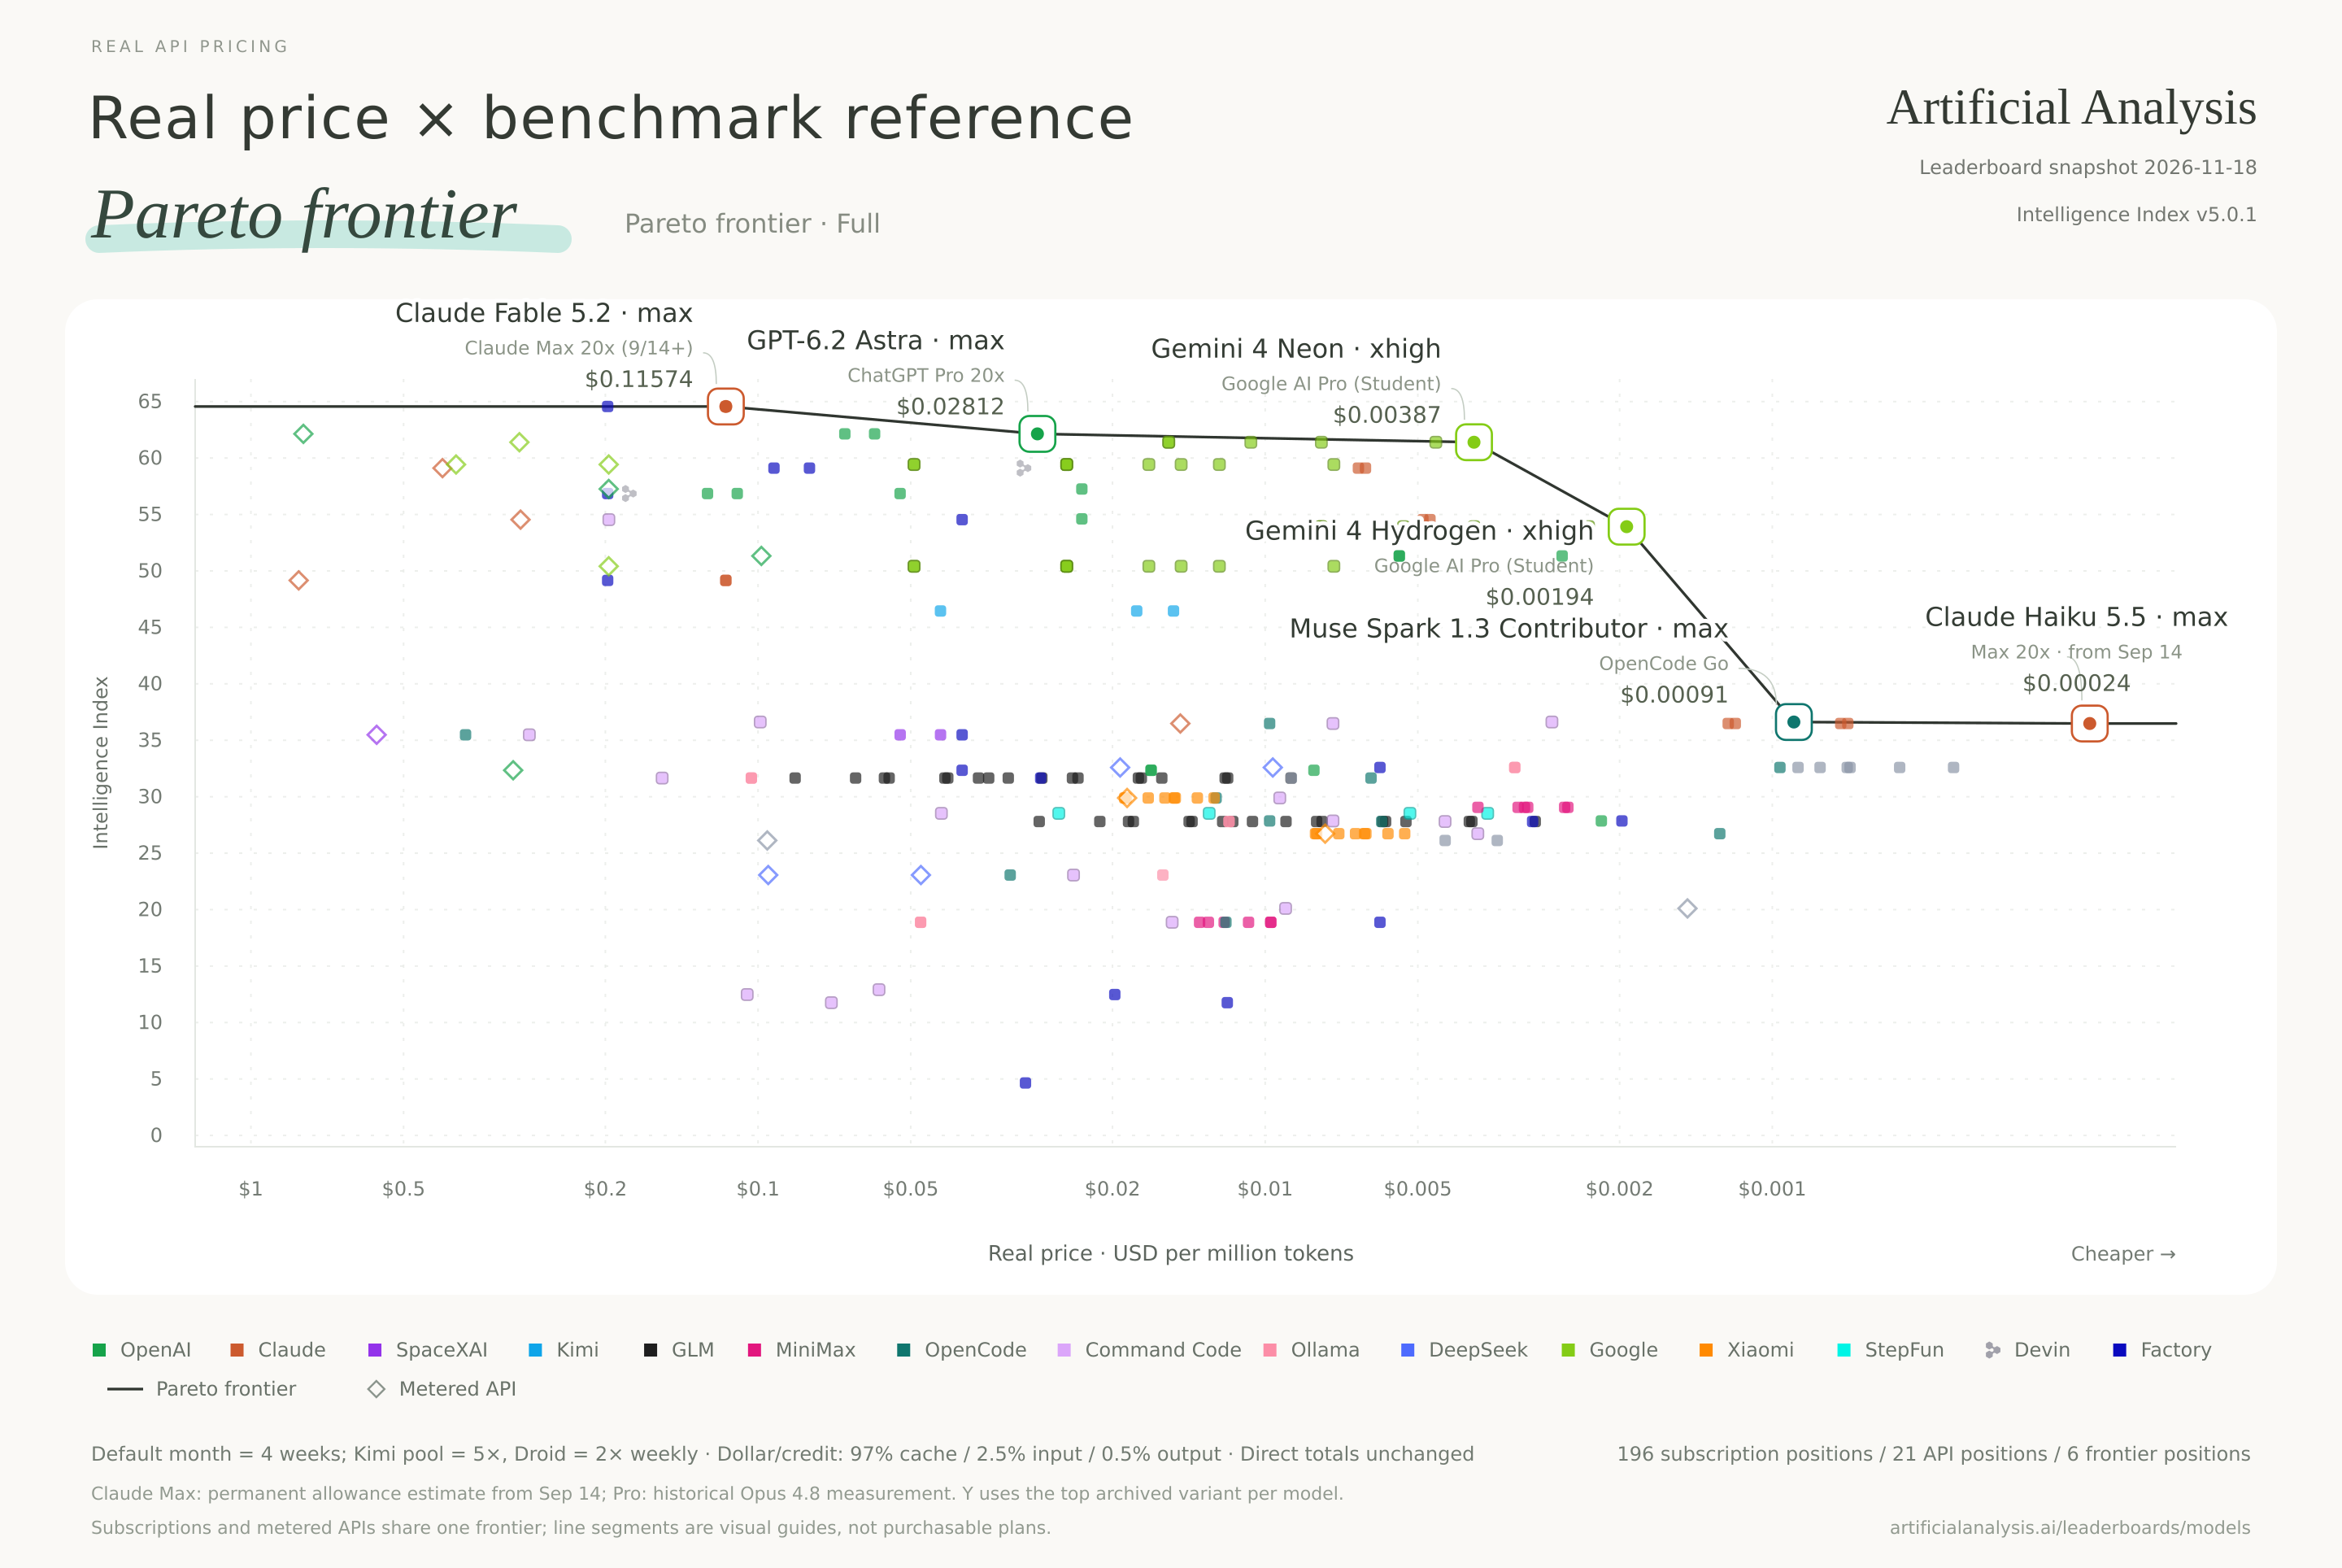 REAL API PRICING
Real price × benchmark reference
Pareto frontier
Pareto frontier · Full
Artificial Analysis
Leaderboard snapshot 2026-11-18
Intelligence Index v5.0.1
Claude Fable 5.2 · max
Claude Max 20x (9/14+)
$0.11574
GPT-6.2 Astra · max
ChatGPT Pro 20x
$0.02812
Gemini 4 Neon · xhigh
Google AI Pro (Student)
$0.00387
Gemini 4 Hydrogen · xhigh
Google AI Pro (Student)
$0.00194
Muse Spark 1.3 Contributor · max
OpenCode Go
$0.00091
Claude Haiku 5.5 · max
Max 20x · from Sep 14
$0.00024
Intelligence Index
65
60
55
50
45
40
35
30
25
20
15
10
5
0
$1 $0.5 $0.2 $0.1 $0.05 $0.02 $0.01 $0.005 $0.002 $0.001
Real price · USD per million tokens
Cheaper →
OpenAI Claude SpaceXAI Kimi GLM MiniMax OpenCode Command Code Ollama DeepSeek Google Xiaomi StepFun Devin Factory
Pareto frontier Metered API
Default month = 4 weeks; Kimi pool = 5×, Droid = 2× weekly · Dollar/credit: 97% cache / 2.5% input / 0.5% output · Direct totals unchanged
196 subscription positions / 21 API positions / 6 frontier positions
Claude Max: permanent allowance estimate from Sep 14; Pro: historical Opus 4.8 measurement. Y uses the top archived variant per model.
Subscriptions and metered APIs share one frontier; line segments are visual guides, not purchasable plans.
artificialanalysis.ai/leaderboards/models